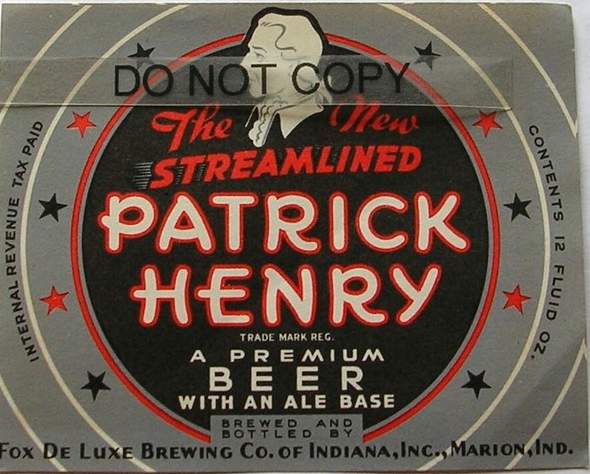 DO NOT COPY
The New
STREAMLINED
PATRICK
HENRY
TRADE MARK REG.
A PREMIUM
BEER
WITH AN ALE BASE
BREWED AND
BOTTLED BY
FOX DE LUXE BREWING CO. OF INDIANA, INC., MARION, IND.
INTERNAL REVENUE TAX PAID
CONTENTS 12 FLUID OZ.